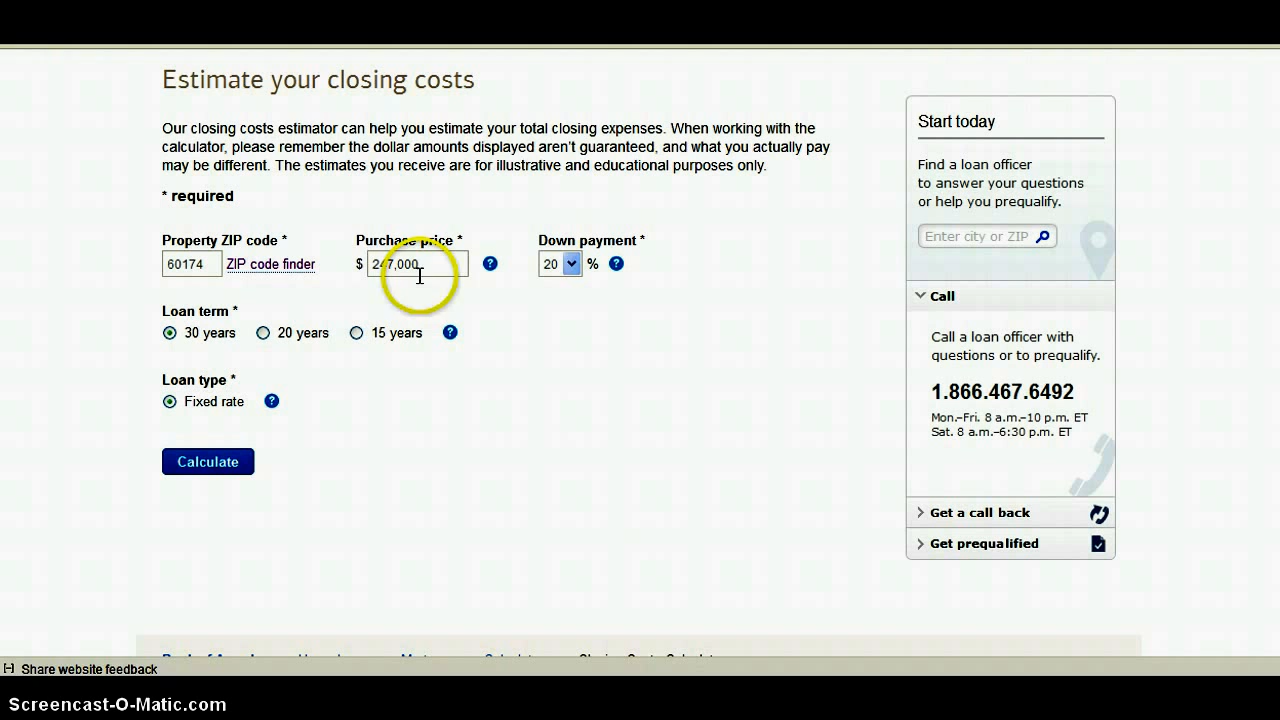 Estimate your closing costs
Our closing costs estimator can help you estimate your total closing expenses. When working with the
calculator, please remember the dollar amounts displayed aren't guaranteed, and what you actually pay
may be different. The estimates you receive are for illustrative and educational purposes only.
* required
Property ZIP code * Purchase price * Down payment *
60174 ZIP code finder $ 247,000 ? 20 % ?
Loan term *
30 years 20 years 15 years ?
Loan type *
Fixed rate ?
Calculate
Start today
Find a loan officer
to answer your questions
or help you prequalify.
Enter city or ZIP
Call
Call a loan officer with
questions or to prequalify.
1.866.467.6492
Mon.–Fri. 8 a.m.–10 p.m. ET
Sat. 8 a.m.–6:30 p.m. ET
Get a call back
Get prequalified
Share website feedback
Screencast-O-Matic.com